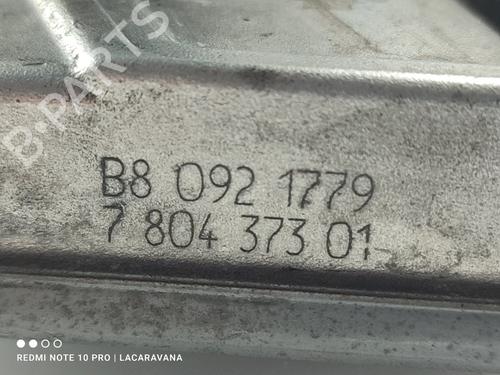 B-PARTS
B8 092 1779
7 804 373 01
REDMI NOTE 10 PRO | LACARAVANA